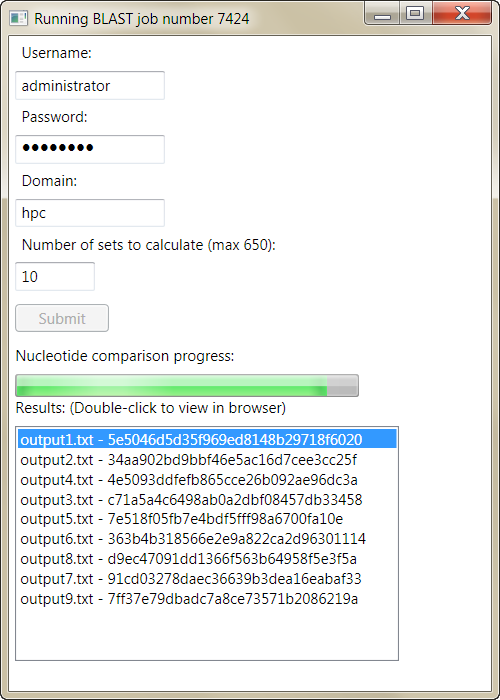 Running BLAST job number 7424
Username:
administrator
Password:
●●●●●●●●
Domain:
hpc
Number of sets to calculate (max 650):
10
Submit
Nucleotide comparison progress:
Results: (Double-click to view in browser)
output1.txt - 5e5046d5d35f969ed8148b29718f6020
output2.txt - 34aa902bd9bbf46e5ac16d7cee3cc25f
output4.txt - 4e5093ddfefb865cce26b092ae96dc3a
output3.txt - c71a5a4c6498ab0a2dbf08457db33458
output5.txt - 7e518f05fb7e4bdf5fff98a6700fa10e
output6.txt - 363b4b318566e2e9a822ca2d96301114
output8.txt - d9ec47091dd1366f563b64958f5e3f5a
output7.txt - 91cd03278daec36639b3dea16eabaf33
output9.txt - 7ff37e79dbadc7a8ce73571b2086219a